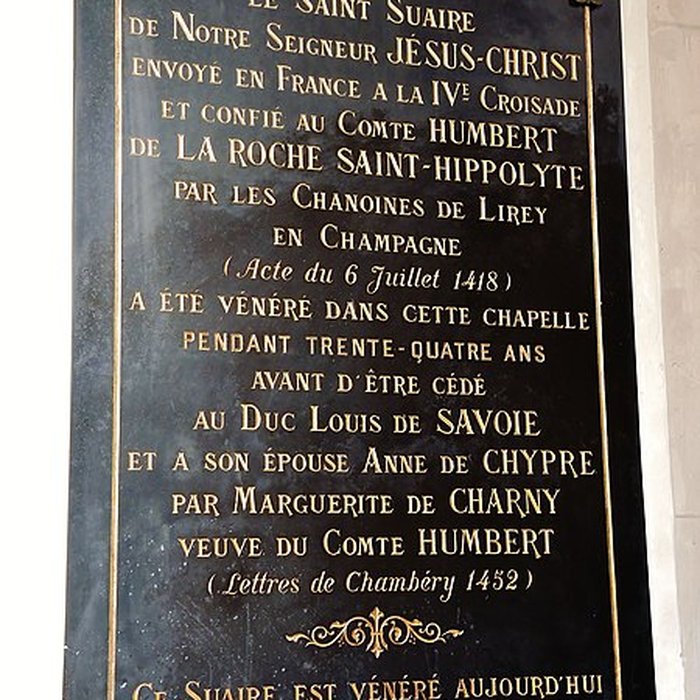 LE SAINT SUAIRE
DE NOTRE SEIGNEUR JÉSUS-CHRIST
ENVOYÉ EN FRANCE A LA IVE CROISADE
ET CONFIÉ AU COMTE HUMBERT
DE LA ROCHE SAINT-HIPPOLYTE
PAR LES CHANOINES DE LIREY
EN CHAMPAGNE
(Acte du 6 Juillet 1418)
A ÉTÉ VÉNÉRÉ DANS CETTE CHAPELLE
PENDANT TRENTE-QUATRE ANS
AVANT D'ÊTRE CÉDÉ
AU DUC LOUIS DE SAVOIE
ET A SON ÉPOUSE ANNE DE CHYPRE
PAR MARGUERITE DE CHARNY
VEUVE DU COMTE HUMBERT
(Lettres de Chambéry 1452)
CE SUAIRE EST VÉNÉRÉ AUJOURD'HUI